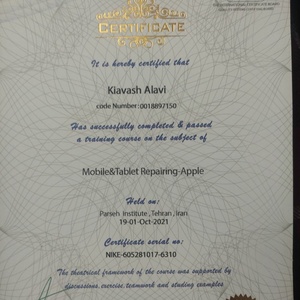 CERTIFICATE
It is hereby certified that
Kiavash Alavi
code Number:0018897150
Has successfully completed & passed
a training course on the subject of
Mobile&Tablet Repairing-Apple
Held on:
Parseh Institute ,Tehran ,Iran
19-01-Oct-2021
Certificate serial no:
NIKE-605281017-6310
The theatrical framework of the course was supported by
discussions,exercise,teamwork and studing examples